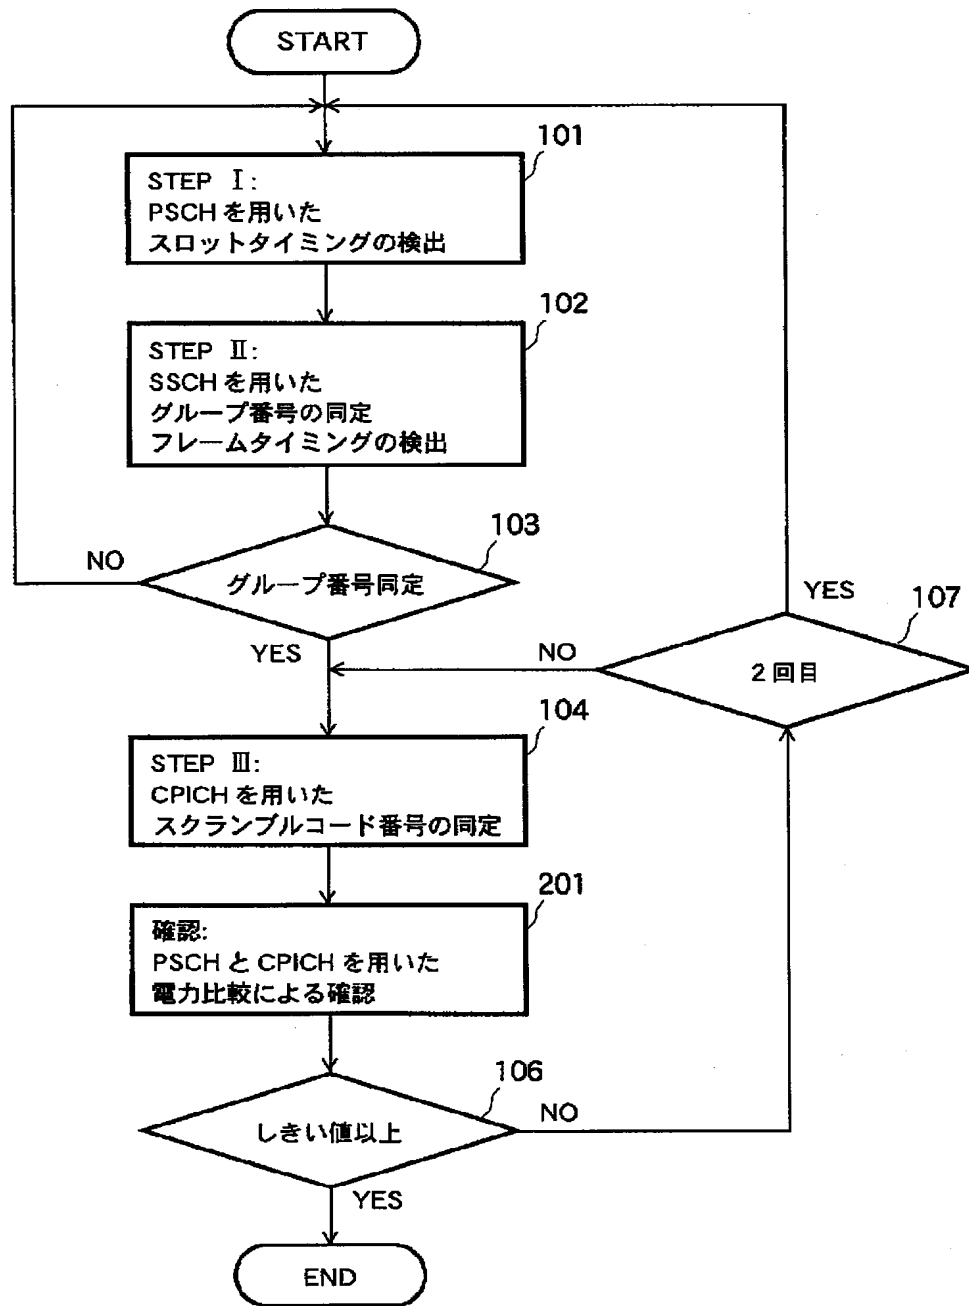 START
101
STEP Ⅰ:
PSCH を用いた
スロットタイミングの検出
102
STEP Ⅱ:
SSCH を用いた
グループ番号の同定
フレームタイミングの検出
103
NO
グループ番号同定
YES
107
YES
NO
2回目
104
STEP Ⅲ:
CPICH を用いた
スクランブルコード番号の同定
201
確認:
PSCH と CPICH を用いた
電力比較による確認
106
NO
しきい値以上
YES
END